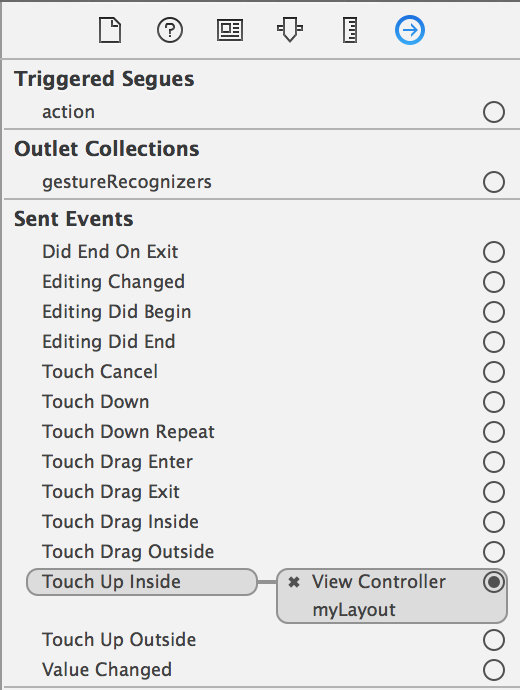 Triggered Segues
action
Outlet Collections
gestureRecognizers
Sent Events
Did End On Exit
Editing Changed
Editing Did Begin
Editing Did End
Touch Cancel
Touch Down
Touch Down Repeat
Touch Drag Enter
Touch Drag Exit
Touch Drag Inside
Touch Drag Outside
Touch Up Inside ✖ View Controller
myLayout
Touch Up Outside
Value Changed